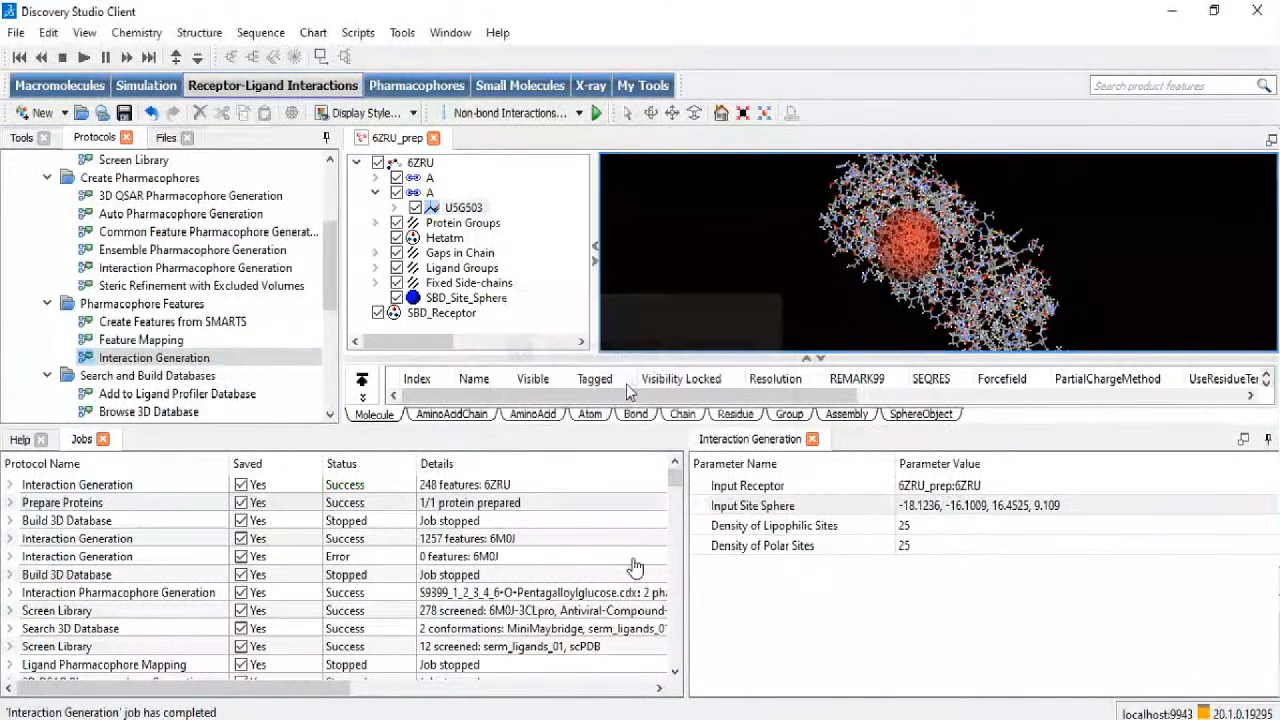 Discovery Studio Client
File Edit View Chemistry Structure Sequence Chart Scripts Tools Window Help
Macromolecules Simulation Receptor-Ligand Interactions Pharmacophores Small Molecules X-ray My Tools Search product features
New Display Style... Non-bond Interactions...
Tools Protocols Files
Screen Library
Create Pharmacophores
3D QSAR Pharmacophore Generation
Auto Pharmacophore Generation
Common Feature Pharmacophore Generat...
Ensemble Pharmacophore Generation
Interaction Pharmacophore Generation
Steric Refinement with Excluded Volumes
Pharmacophore Features
Create Features from SMARTS
Feature Mapping
Interaction Generation
Search and Build Databases
Add to Ligand Profiler Database
Browse 3D Database
6ZRU_prep
6ZRU
A
A
U5G503
Protein Groups
Hetatm
Gaps in Chain
Ligand Groups
Fixed Side-chains
SBD_Site_Sphere
SBD_Receptor
Index Name Visible Tagged Visibility Locked Resolution REMARK99 SEQRES Forcefield PartialChargeMethod UseResidueTer
Molecule AminoAcidChain AminoAcid Atom Bond Chain Residue Group Assembly SphereObject
Help Jobs
Protocol Name Saved Status Details
Interaction Generation Yes Success 248 features: 6ZRU
Prepare Proteins Yes Success 1/1 protein prepared
Build 3D Database Yes Stopped Job stopped
Interaction Generation Yes Success 1257 features: 6M0J
Interaction Generation Yes Error 0 features: 6M0J
Build 3D Database Yes Stopped Job stopped
Interaction Pharmacophore Generation Yes Success S9399_1_2_3_4_6-O-Pentagalloylglucose.cdx: 2 pha
Screen Library Yes Success 278 screened: 6M0J-3CLpro, Antiviral-Compound-
Search 3D Database Yes Success 2 conformations: MiniMaybridge, serm_ligands_0
Screen Library Yes Success 12 screened: serm_ligands_01, scPDB
Ligand Pharmacophore Mapping Yes Stopped Job stopped
Interaction Generation
Parameter Name Parameter Value
Input Receptor 6ZRU_prep:6ZRU
Input Site Sphere -18.1236, -16.1009, 16.4525, 9.109
Density of Lipophilic Sites 25
Density of Polar Sites 25
'Interaction Generation' job has completed
localhost:9943 20.1.0.19295